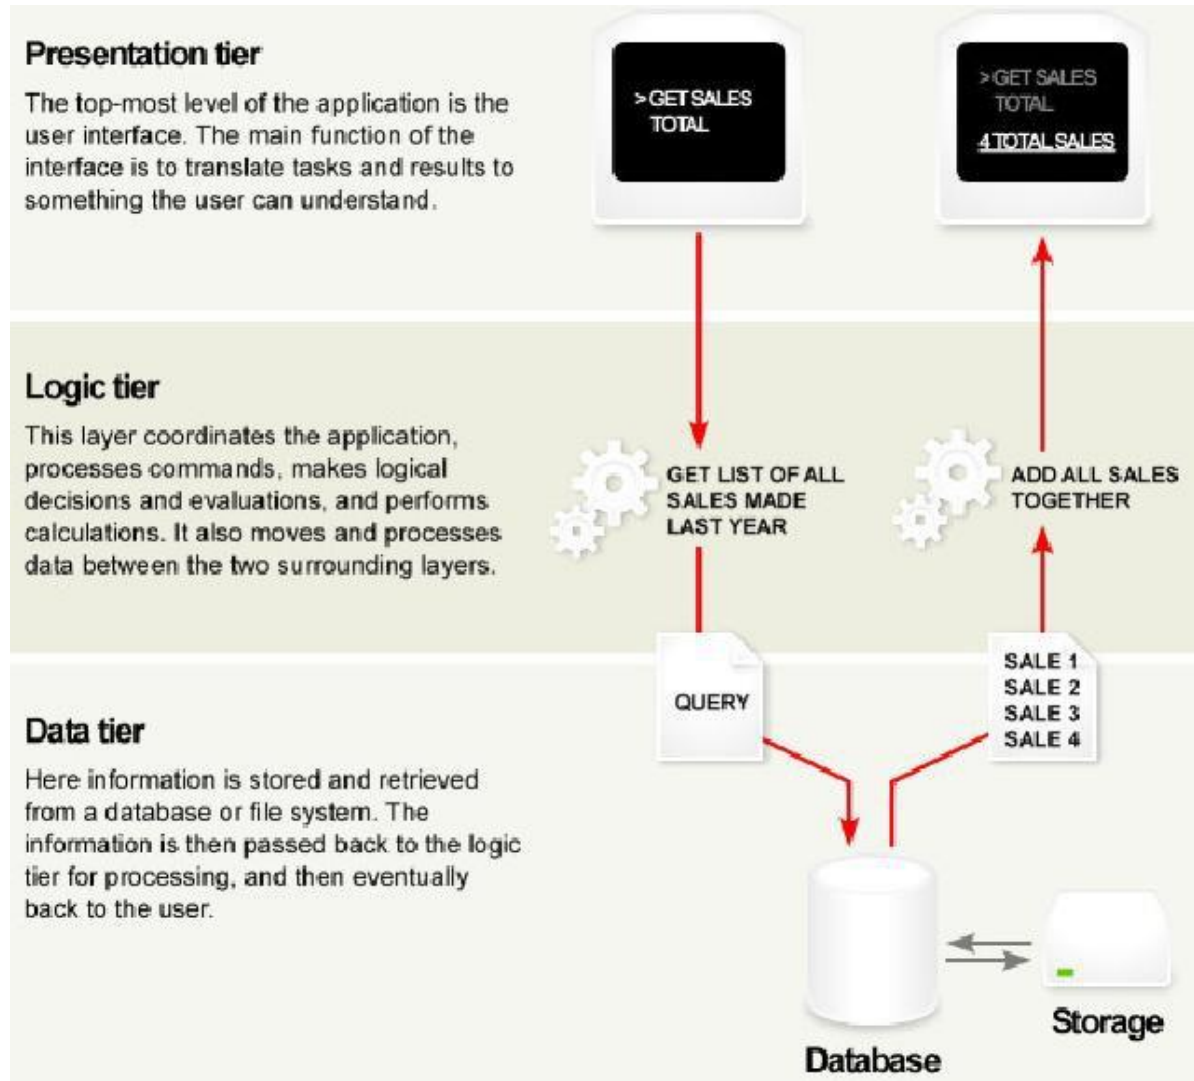 Presentation tier
The top-most level of the application is the
user interface. The main function of the
interface is to translate tasks and results to
something the user can understand.
> GET SALES
TOTAL
> GET SALES
TOTAL
4 TOTAL SALES
Logic tier
This layer coordinates the application,
processes commands, makes logical
decisions and evaluations, and performs
calculations. It also moves and processes
data between the two surrounding layers.
GET LIST OF ALL
SALES MADE
LAST YEAR
ADD ALL SALES
TOGETHER
QUERY
SALE 1
SALE 2
SALE 3
SALE 4
Data tier
Here information is stored and retrieved
from a database or file system. The
information is then passed back to the logic
tier for processing, and then eventually
back to the user.
Database
Storage